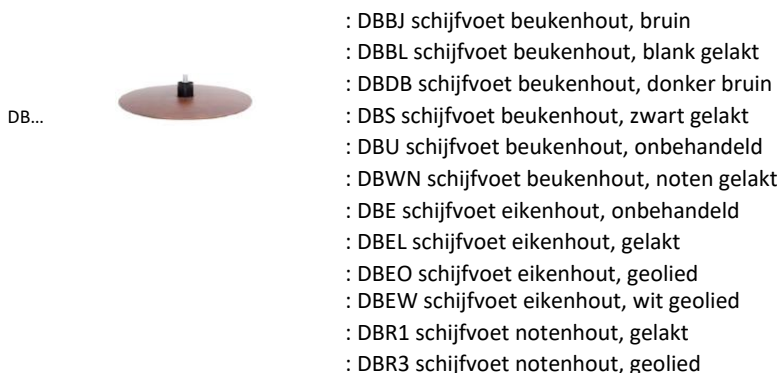 : DBBJ schijfvoet beukenhout, bruin
: DBBL schijfvoet beukenhout, blank gelakt
: DBDB schijfvoet beukenhout, donker bruin
DB...
: DBS schijfvoet beukenhout, zwart gelakt
: DBU schijfvoet beukenhout, onbehandeld
: DBWN schijfvoet beukenhout, noten gelakt
: DBE schijfvoet eikenhout, onbehandeld
: DBEL schijfvoet eikenhout, gelakt
: DBEO schijfvoet eikenhout, geolied
: DBEW schijfvoet eikenhout, wit geolied
: DBR1 schijfvoet notenhout, gelakt
: DBR3 schijfvoet notenhout, geolied